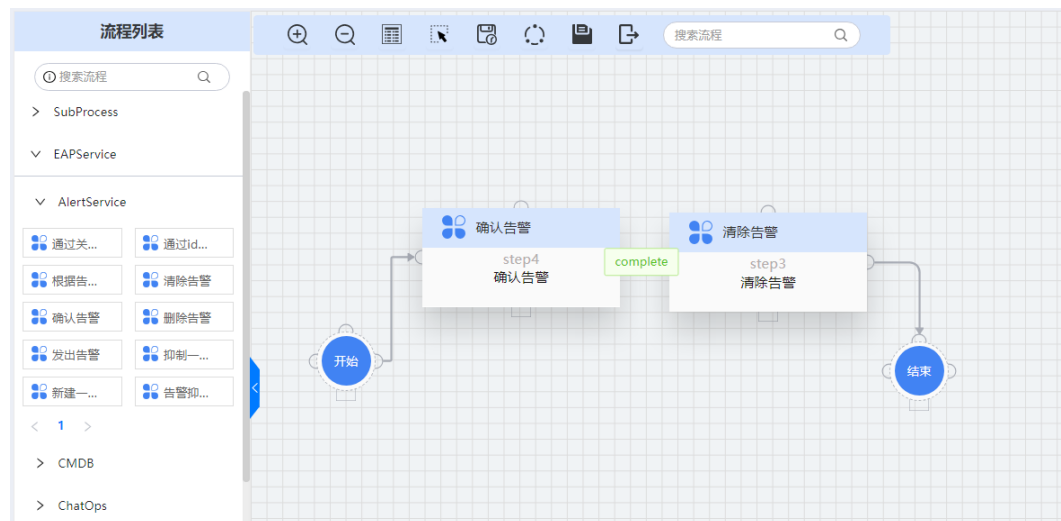 流程列表
搜索流程
搜索流程
SubProcess
EAPService
AlertService
通过关...
通过id...
根据告...
清除告警
确认告警
删除告警
发出告警
抑制一...
新建一...
告警抑...
1
CMDB
ChatOps
确认告警
step4
确认告警
complete
清除告警
step3
清除告警
开始
结束